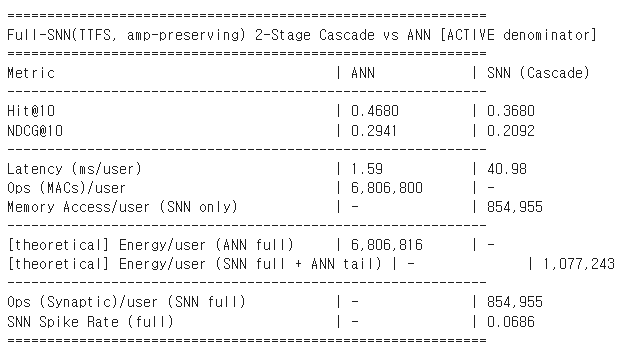 ============================================================
Full-SNN(TTFS, amp-preserving) 2-Stage Cascade vs ANN [ACTIVE denominator]
============================================================
Metric | ANN | SNN (Cascade)
------------------------------------------------------------
Hit@10 | 0.4680 | 0.3680
NDCG@10 | 0.2941 | 0.2092
------------------------------------------------------------
Latency (ms/user) | 1.59 | 40.98
Ops (MACs)/user | 6,806,800 | -
Memory Access/user (SNN only) | - | 854,955
------------------------------------------------------------
[theoretical] Energy/user (ANN full) | 6,806,816 | -
[theoretical] Energy/user (SNN full + ANN tail) | - | 1,077,243
------------------------------------------------------------
Ops (Synaptic)/user (SNN full) | - | 854,955
SNN Spike Rate (full) | - | 0.0686
============================================================